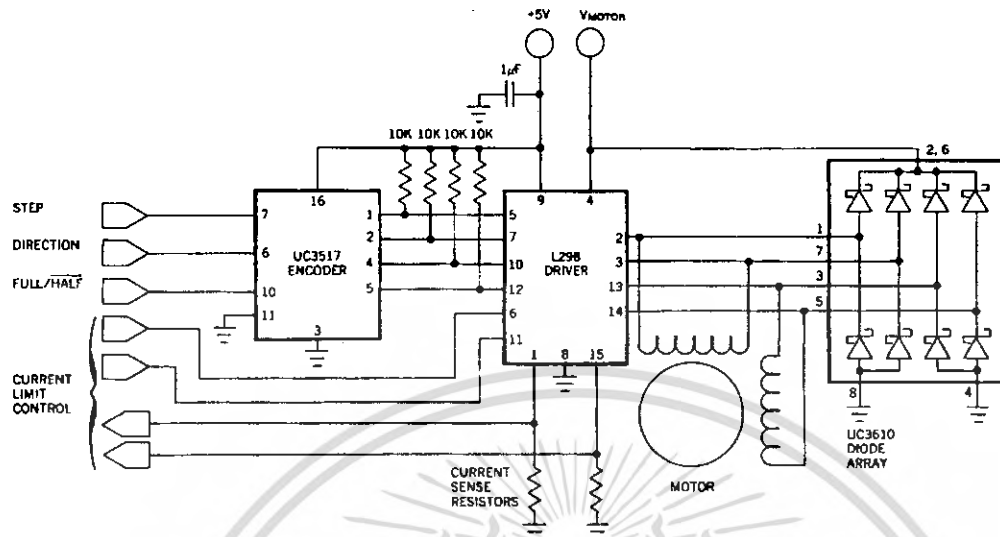 +5V
VMOTOR
1µF
10K 10K 10K 10K
2, 6
STEP
DIRECTION
FULL/HALF
CURRENT
LIMIT
CONTROL
16
7
6
10
11
3
1
2
4
5
UC3517
ENCODER
9
4
5
7
10
12
6
11
L298
DRIVER
2
3
13
14
1
8
15
1
7
3
5
8
4
CURRENT
SENSE
RESISTORS
MOTOR
UC3610
DIODE
ARRAY